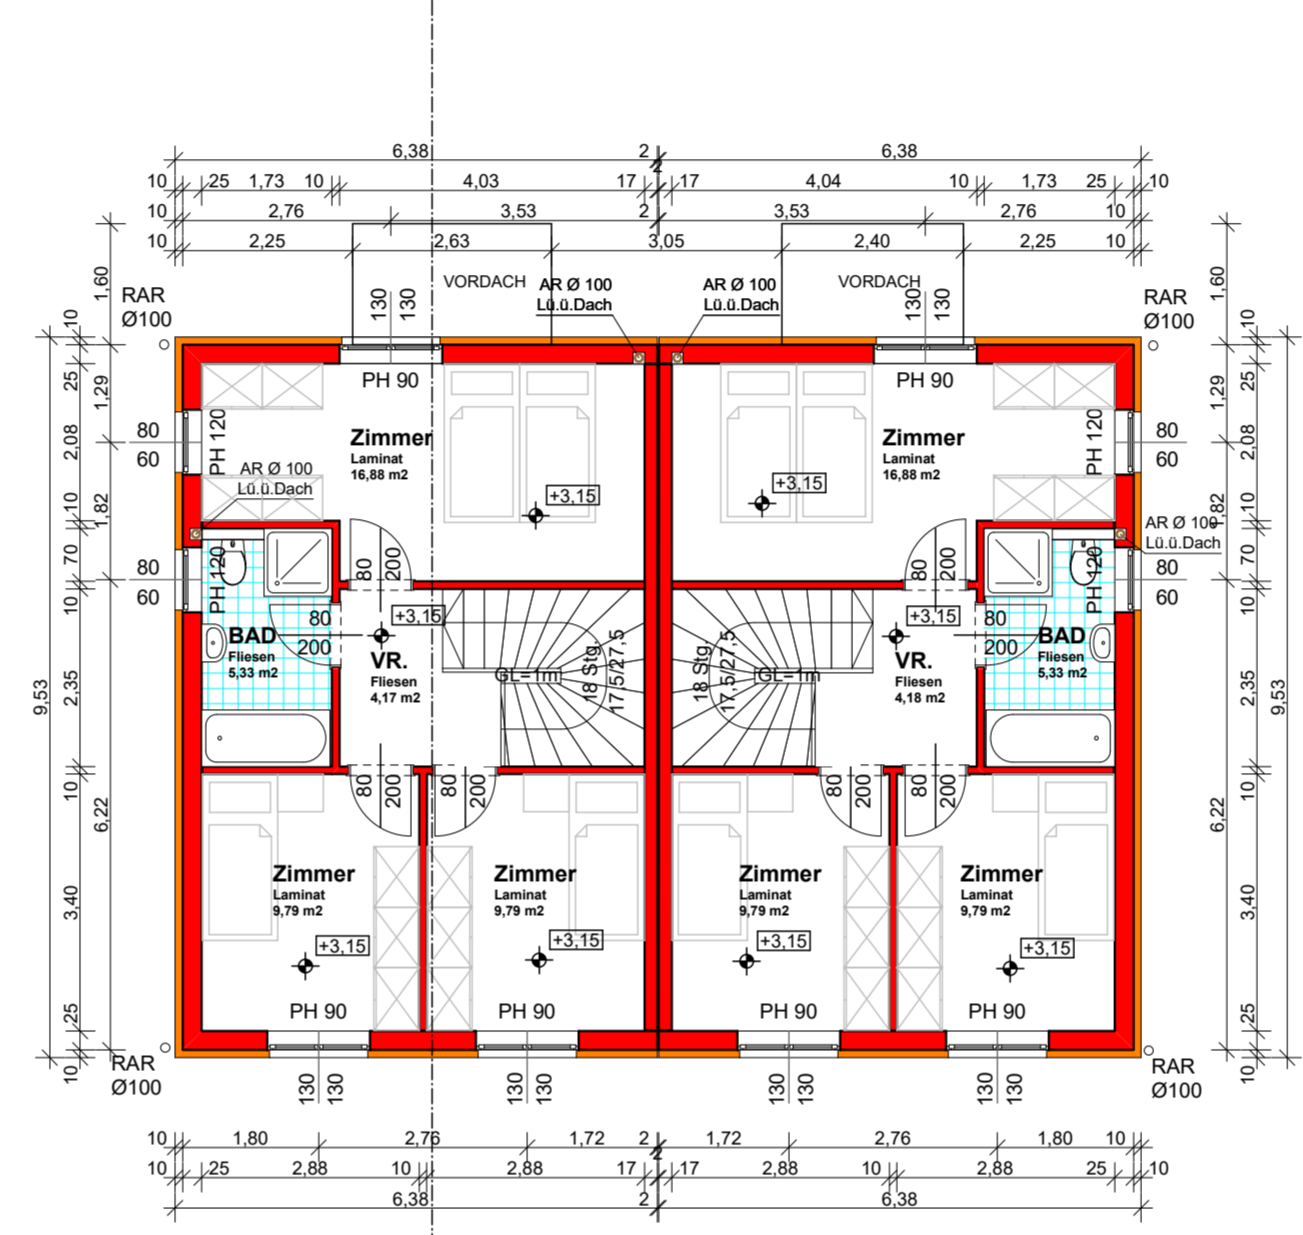 6,38 2 6,38
2
10 25 1,73 10 4,03 17 17 4,04 10 1,73 25 10
10 2,76 3,53 2 3,53 2,76 10
10 2,25 2,63 3,05 2,40 2,25 10
VORDACH
AR Ø 100
Lü.ü.Dach
AR Ø 100
Lü.ü.Dach
VORDACH
RAR
Ø100
130 130
130 130
RAR
Ø100
1,60
10
25
1,29
2,08
10
1,82
70
10
2,35
9,53
10
6,22
3,40
25
10
1,60
10
25
1,29
2,08
10
1,82
70
10
2,35
9,53
10
6,22
3,40
25
10
PH 90
PH 90
80
60
PH 120
Zimmer
Laminat
16,88 m2
+3,15
AR Ø 100
Lü.ü.Dach
Zimmer
Laminat
16,88 m2
+3,15
PH 120
80
60
AR Ø 100
Lü.ü.Dach
80
60
PH 120
80
200
80
200
PH 120
80
60
BAD
Fliesen
5,33 m2
80
200
+3,15
VR.
Fliesen
4,17 m2
GL=1m
18 Stg.
17,5/27,5
18 Stg.
17,5/27,5
GL=1m
+3,15
VR.
Fliesen
4,18 m2
80
200
BAD
Fliesen
5,33 m2
80
200
80
200
80
200
80
200
Zimmer
Laminat
9,79 m2
+3,15
PH 90
Zimmer
Laminat
9,79 m2
+3,15
PH 90
Zimmer
Laminat
9,79 m2
+3,15
PH 90
Zimmer
Laminat
9,79 m2
+3,15
PH 90
RAR
Ø100
130 130
130 130
130 130
130 130
RAR
Ø100
10 1,80 2,76 1,72 2 1,72 2,76 1,80 10
2
10 25 2,88 10 2,88 17 17 2,88 10 2,88 25 10
6,38 2 6,38